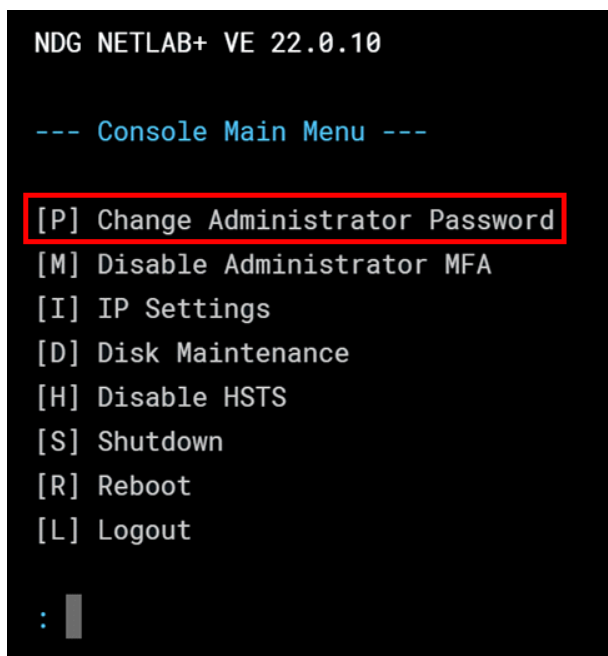 NDG NETLAB+ VE 22.0.10
--- Console Main Menu ---
[P] Change Administrator Password
[M] Disable Administrator MFA
[I] IP Settings
[D] Disk Maintenance
[H] Disable HSTS
[S] Shutdown
[R] Reboot
[L] Logout
: